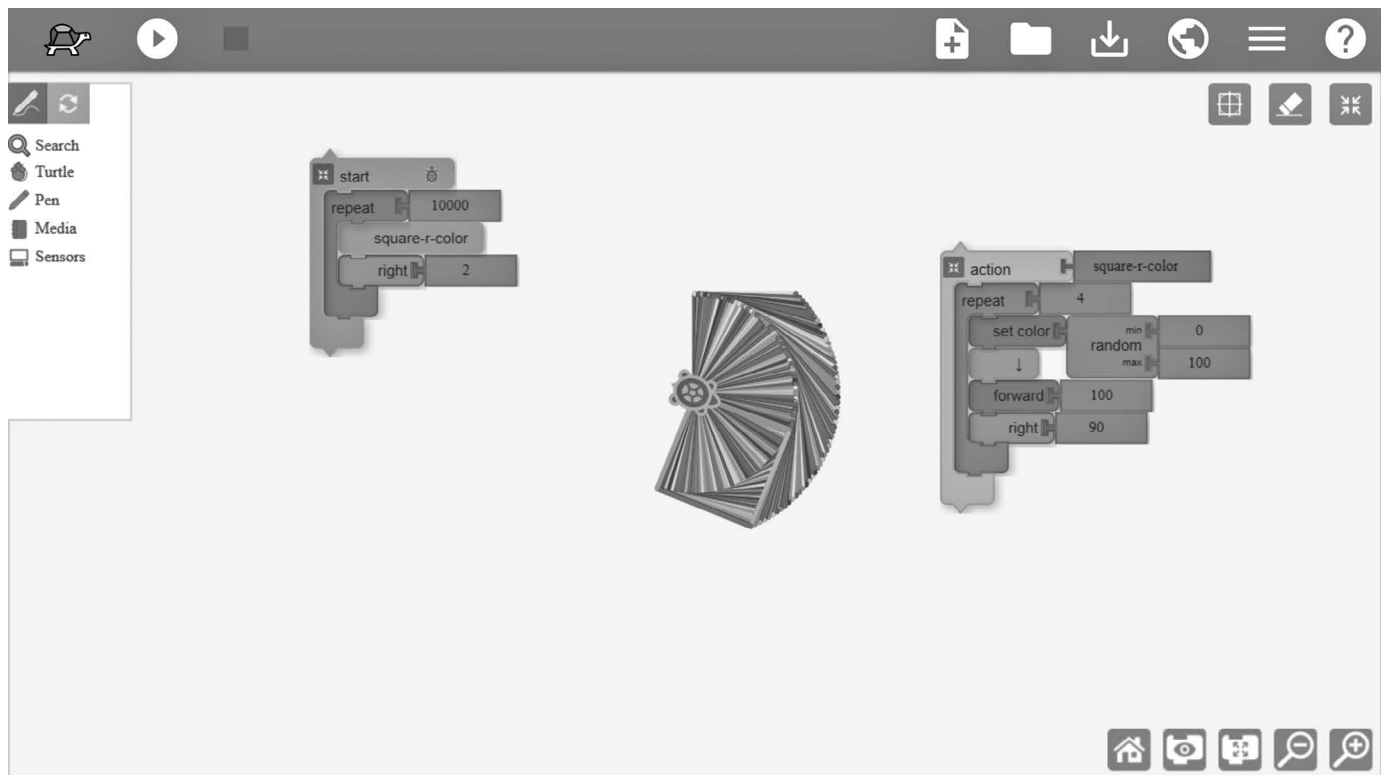 Search
Turtle
Pen
Media
Sensors
start
repeat 10000
square-r-color
right 2
action square-r-color
repeat 4
set color random min 0
max 100
forward 100
right 90